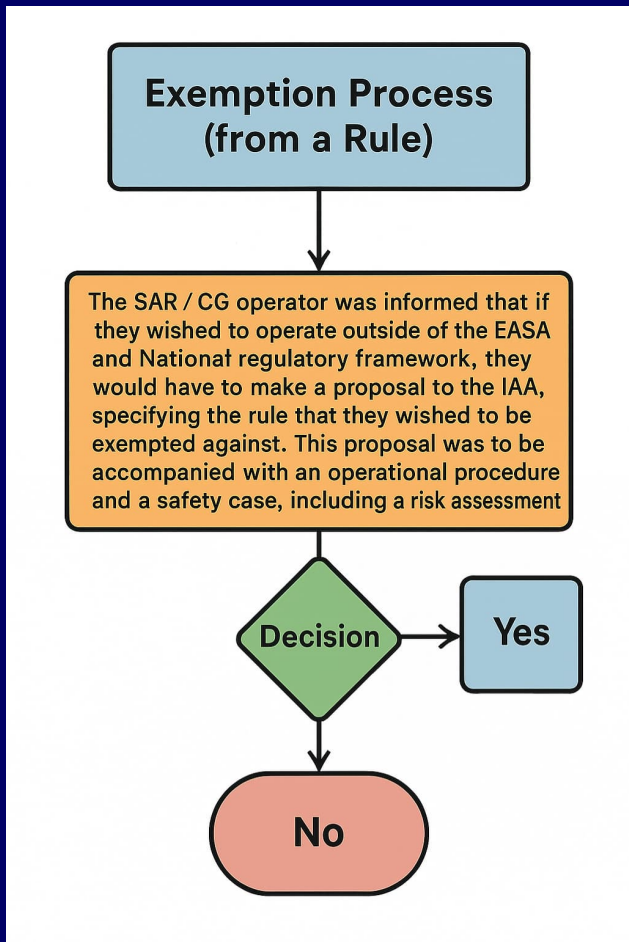 Exemption Process
(from a Rule)
The SAR / CG operator was informed that if
they wished to operate outside of the EASA
and Nationał regulatory framework, they
would have to make a proposal to the IAA,
specifying the rule that they wished to be
exempted against. This proposal was to be
accompanied with an operational procedure
and a safety case, including a risk assessment
Decision
Yes
No